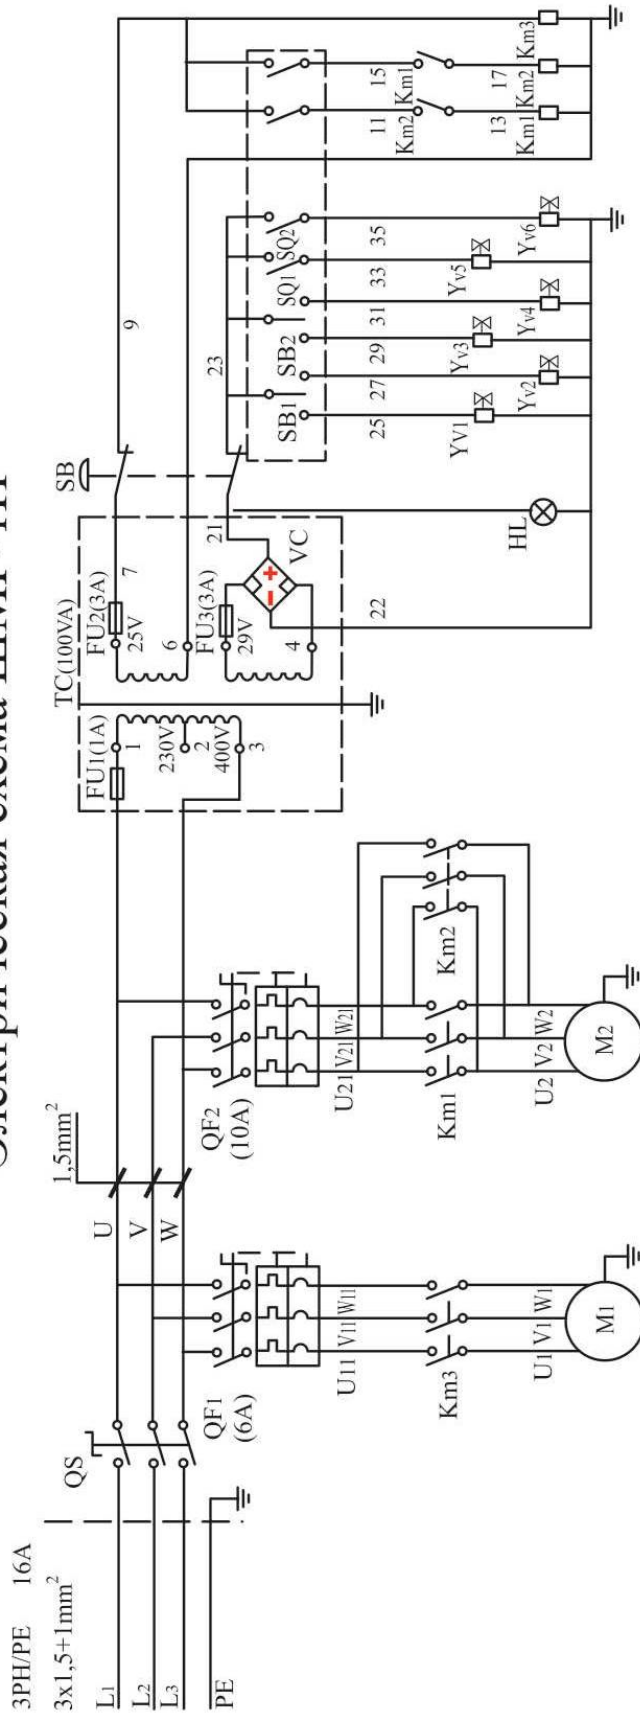 3PH/PE 16A
3x1,5+1mm²
L1
L2
L3
PE
QS
QF1
(6A)
U
V
W
1,5mm²
U11 V11 W11
Km3
U1 V1 W1
M1
QF2
(10A)
U21 V21 W21
Km1
Km2
U2 V2 W2
M2
TC(100VA)
FU1(1A)
1
230V
2
400V
3
FU2(3A)
25V
7
6
FU3(3A)
29V
4
VC
21
22
SB
9
23
HL
SB1
SB2
SQ1
SQ2
25
27
29
31
33
35
YV1
Yv2
Yv3
Yv4
Yv5
Yv6
11
Km2
13
Km1
15
Km1
17
Km2
Km3